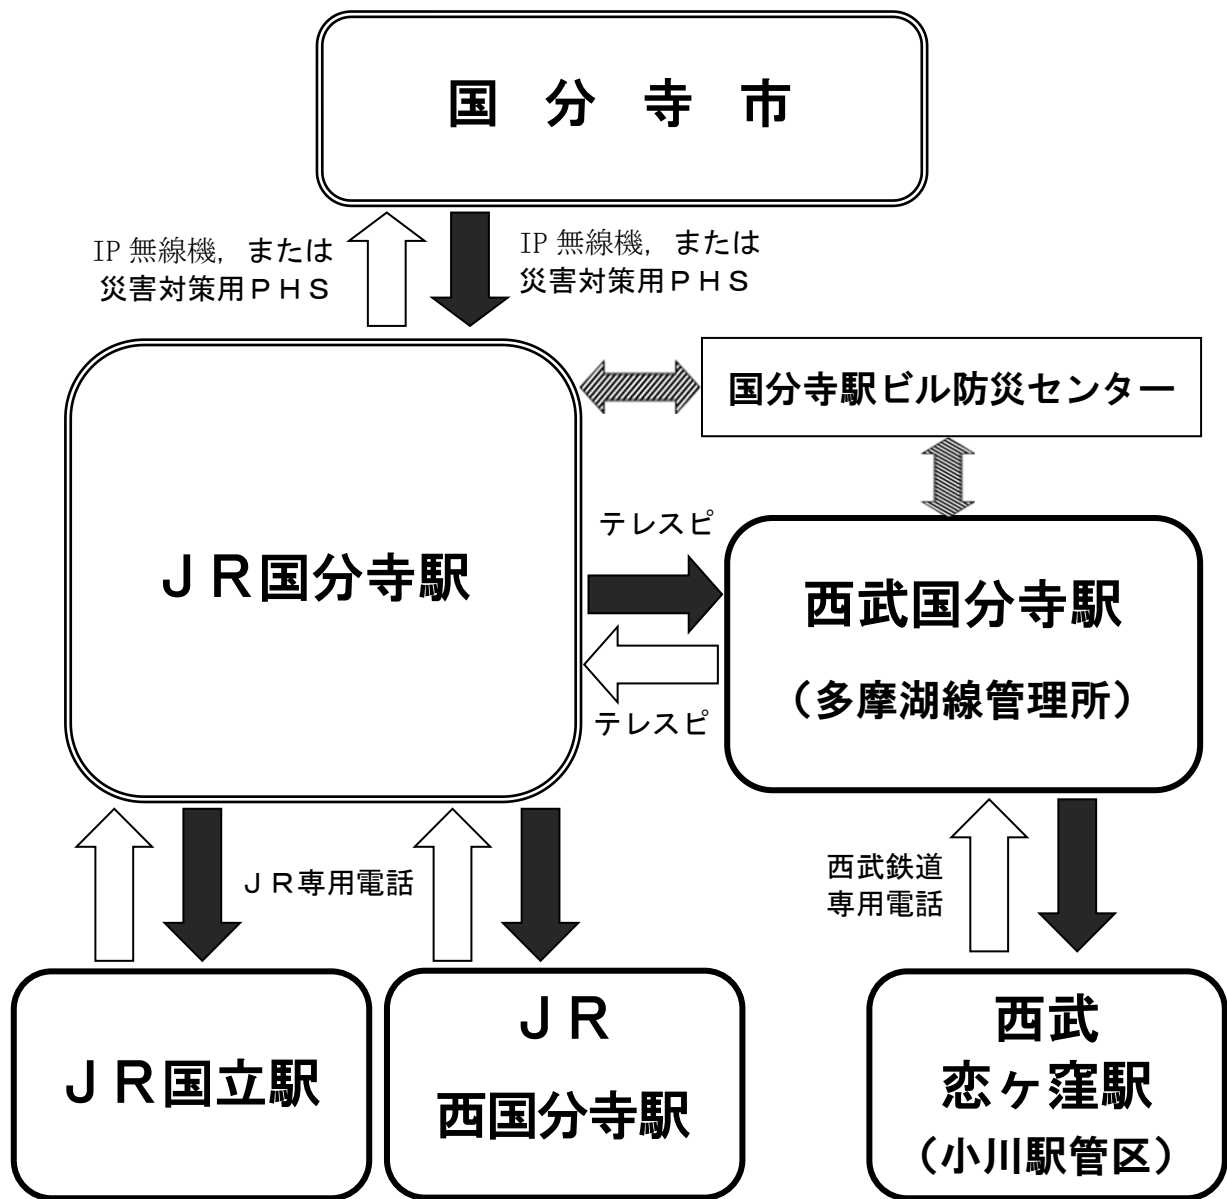 国 分 寺 市
IP 無線機，または
災害対策用ＰＨＳ
IP 無線機，または
災害対策用ＰＨＳ
国分寺駅ビル防災センター
テレスピ
ＪＲ国分寺駅
西武国分寺駅
（多摩湖線管理所）
テレスピ
ＪＲ専用電話
西武鉄道
専用電話
ＪＲ国立駅
ＪＲ
西国分寺駅
西武
恋ヶ窪駅
（小川駅管区）